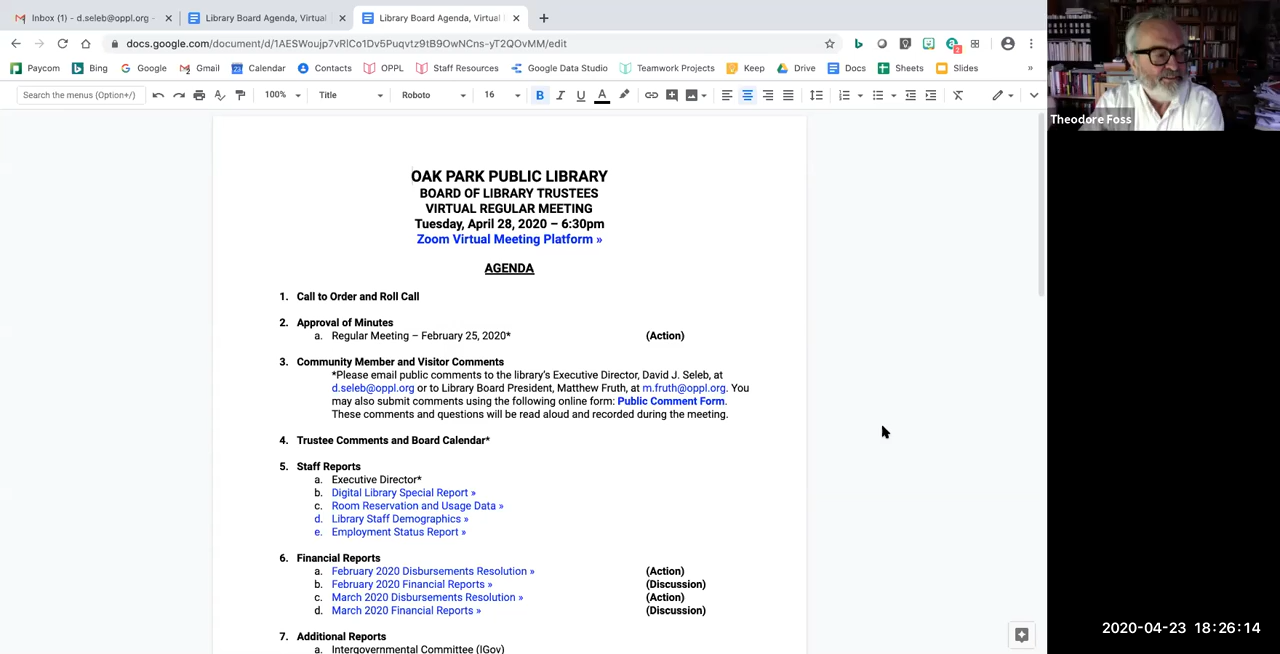 Inbox (1) - d.seleb@oppl.org -
Library Board Agenda, Virtual
Library Board Agenda, Virtual
docs.google.com/document/d/1AESWoujp7vRlCo1Dv5Puqvtz9tB9OwNCns-yT2QOvMM/edit
2
Paycom Bing Google Gmail Calendar Contacts OPPL Staff Resources Google Data Studio Teamwork Projects Keep Drive Docs Sheets Slides »
Search the menus (Option+/) 100% Title Roboto 16 B I U A
Theodore Foss
OAK PARK PUBLIC LIBRARY
BOARD OF LIBRARY TRUSTEES
VIRTUAL REGULAR MEETING
Tuesday, April 28, 2020 – 6:30pm
Zoom Virtual Meeting Platform »
AGENDA
1. Call to Order and Roll Call
2. Approval of Minutes
a. Regular Meeting – February 25, 2020* (Action)
3. Community Member and Visitor Comments
*Please email public comments to the library's Executive Director, David J. Seleb, at
d.seleb@oppl.org or to Library Board President, Matthew Fruth, at m.fruth@oppl.org. You
may also submit comments using the following online form: Public Comment Form.
These comments and questions will be read aloud and recorded during the meeting.
4. Trustee Comments and Board Calendar*
5. Staff Reports
a. Executive Director*
b. Digital Library Special Report »
c. Room Reservation and Usage Data »
d. Library Staff Demographics »
e. Employment Status Report »
6. Financial Reports
a. February 2020 Disbursements Resolution » (Action)
b. February 2020 Financial Reports » (Discussion)
c. March 2020 Disbursements Resolution » (Action)
d. March 2020 Financial Reports » (Discussion)
7. Additional Reports
a. Intergovernmental Committee (IGov)
2020-04-23 18:26:14